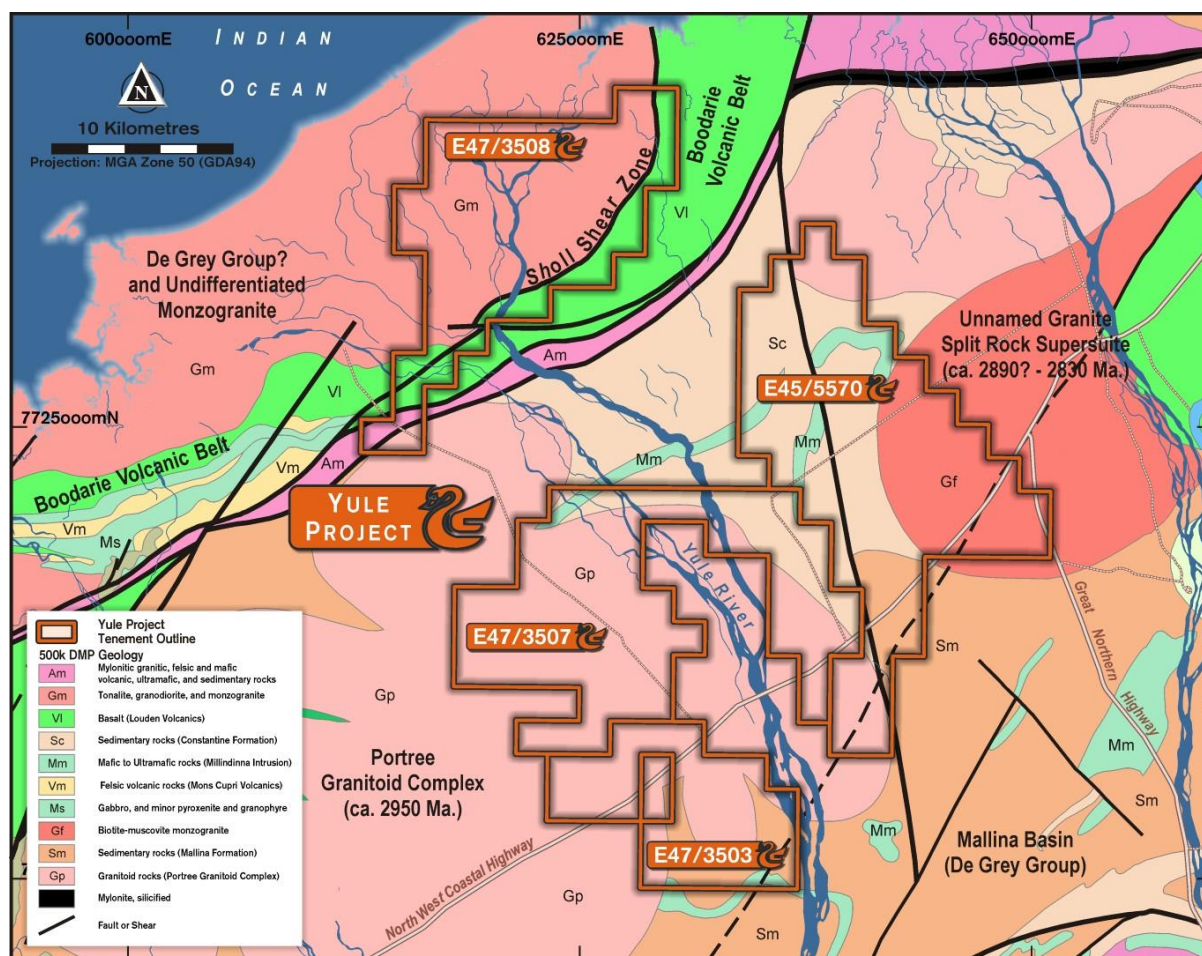 600000mE
625000mE
650000mE
INDIAN
OCEAN
N
10 Kilometres
Projection: MGA Zone 50 (GDA94)
E47/3508
Gm
Sholl Shear Zone
Boodarie
Volcanic Belt
Vl
De Grey Group?
and Undifferentiated
Monzogranite
Gm
Unnamed Granite
Split Rock Supersuite
(ca. 2890? - 2830 Ma.)
Sc
Am
E45/5570
Vl
7725000mN
Boodarie Volcanic Belt
Vm
Am
Mm
Mm
Gf
YULE
PROJECT
Vm
Ms
Gp
Yule River
E47/3507
Sm
Great Northern Highway
Gp
Mm
Portree
Granitoid Complex
(ca. 2950 Ma.)
Sm
Mm
Mallina Basin
(De Grey Group)
E47/3503
North West Coastal Highway
Gp
Sm
Yule Project
Tenement Outline
500k DMP Geology
Am
Mylonitic granitic, felsic and mafic
volcanic, ultramafic, and sedimentary rocks
Gm
Tonalite, granodiorite, and monzogranite
Vl
Basalt (Louden Volcanics)
Sc
Sedimentary rocks (Constantine Formation)
Mm
Mafic to Ultramafic rocks (Millindinna Intrusion)
Vm
Felsic volcanic rocks (Mons Cupri Volcanics)
Ms
Gabbro, and minor pyroxenite and granophyre
Gf
Biotite-muscovite monzogranite
Sm
Sedimentary rocks (Mallina Formation)
Gp
Granitoid rocks (Portree Granitoid Complex)
Mylonite, silicified
Fault or Shear